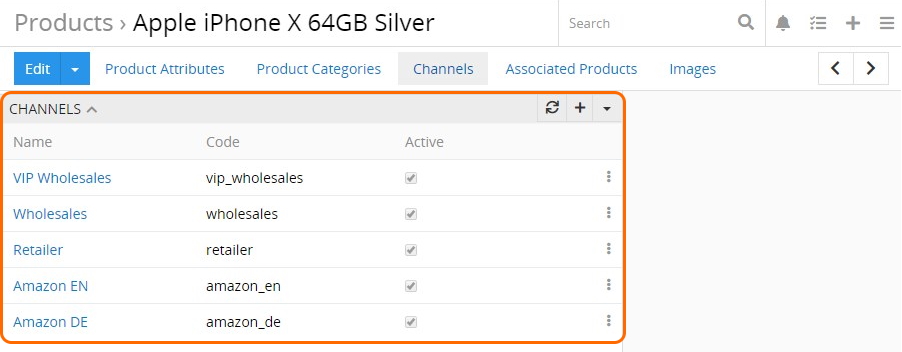 Products › Apple iPhone X 64GB Silver
Search
Edit
Product Attributes
Product Categories
Channels
Associated Products
Images
CHANNELS
Name Code Active
VIP Wholesales vip_wholesales
Wholesales wholesales
Retailer retailer
Amazon EN amazon_en
Amazon DE amazon_de